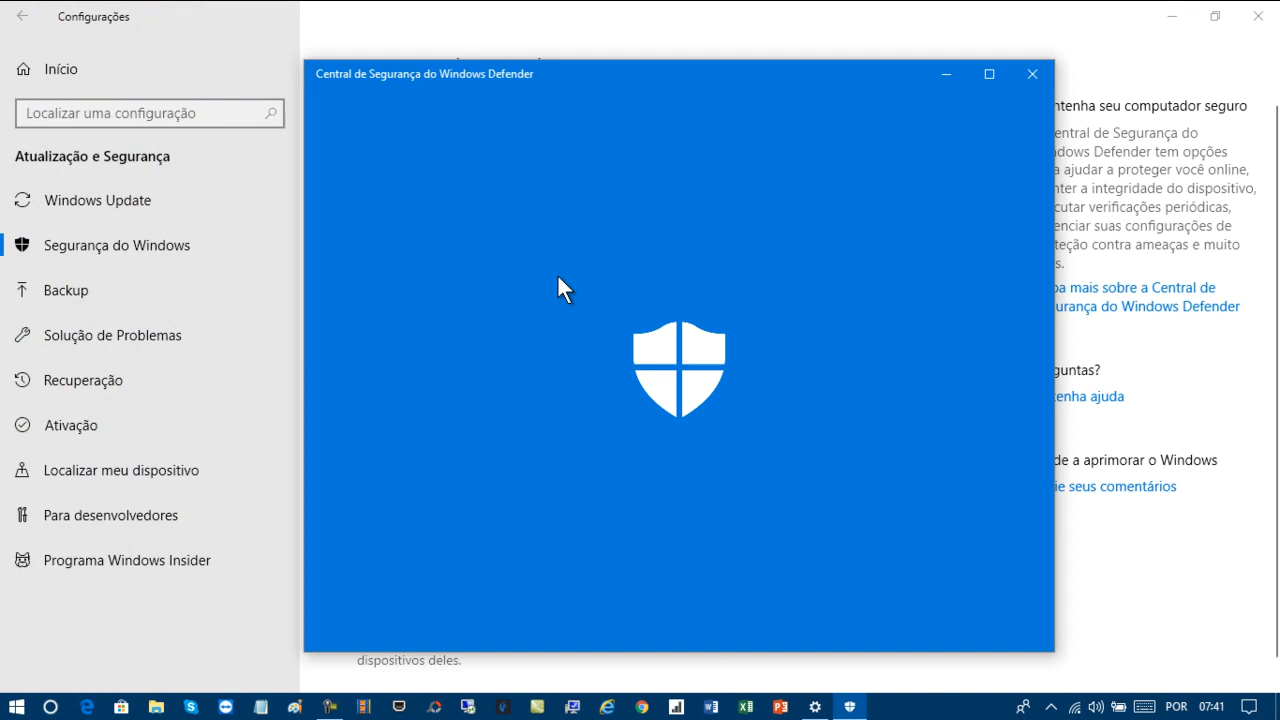 Configurações
Início
Localizar uma configuração
Atualização e Segurança
Windows Update
Segurança do Windows
Backup
Solução de Problemas
Recuperação
Ativação
Localizar meu dispositivo
Para desenvolvedores
Programa Windows Insider
Central de Segurança do Windows Defender
ntenha seu computador seguro
entral de Segurança do
dows Defender tem opções
a ajudar a proteger você online,
nter a integridade do dispositivo,
cutar verificações periódicas,
enciar suas configurações de
teção contra ameaças e muito
s.
ba mais sobre a Central de
urança do Windows Defender
guntas?
tenha ajuda
de a aprimorar o Windows
ie seus comentários
dispositivos deles.
POR
07:41